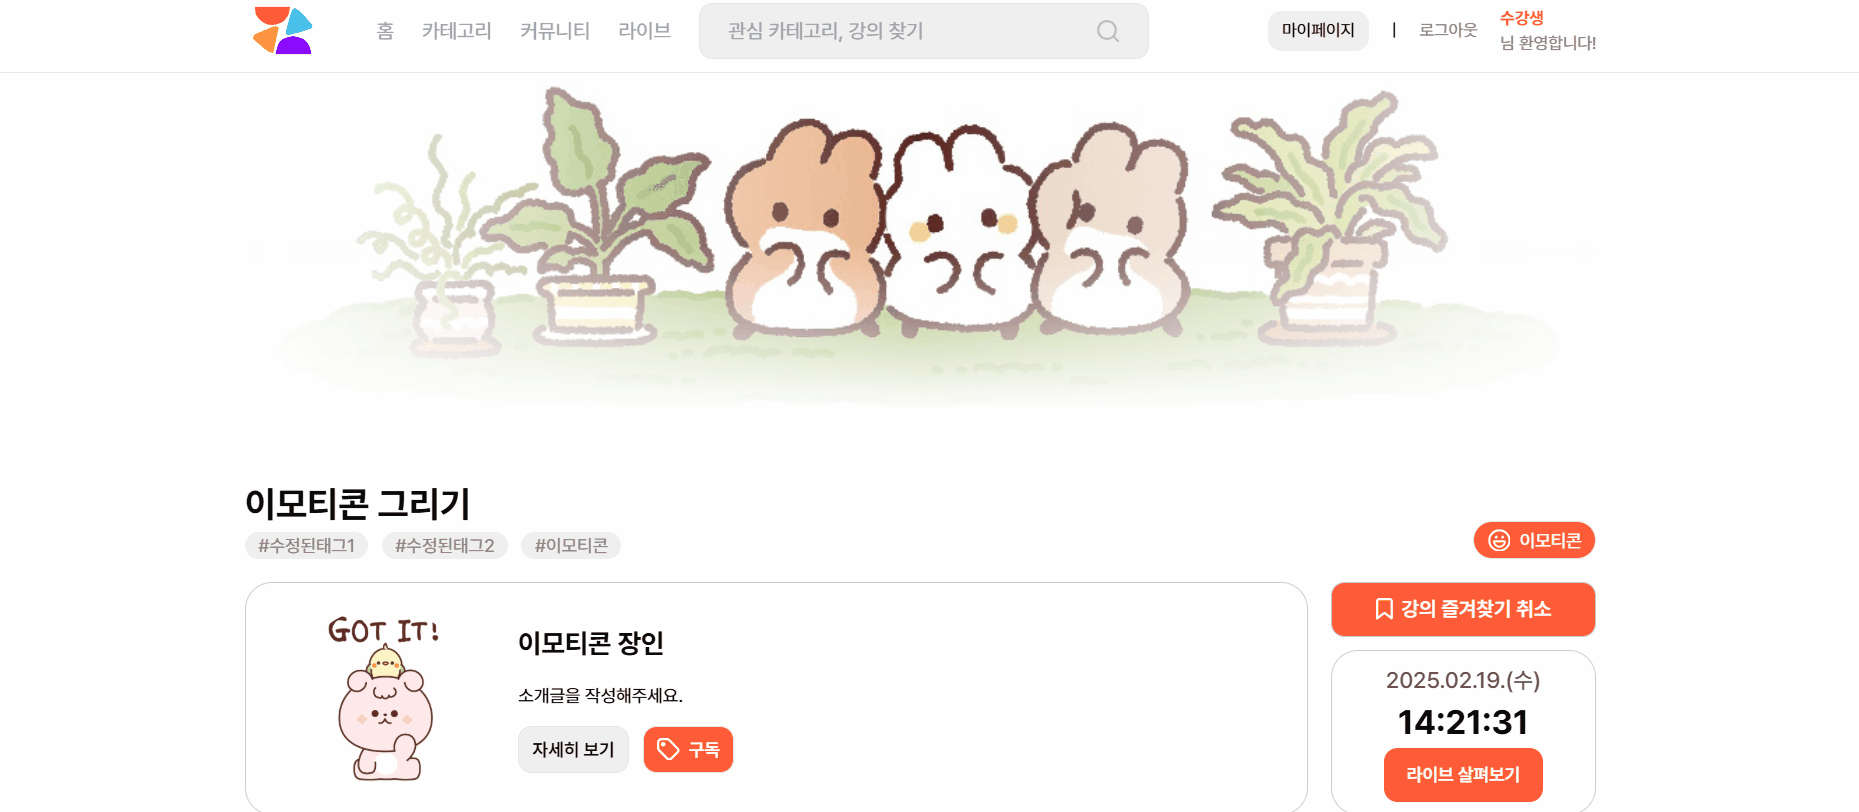 홈 카테고리 커뮤니티 라이브 관심 카테고리, 강의 찾기 마이페이지 | 로그아웃 수강생
님 환영합니다!
이모티콘 그리기
#수정된태그1 #수정된태그2 #이모티콘
이모티콘
GOT IT!
이모티콘 장인
소개글을 작성해주세요.
자세히 보기 구독
강의 즐겨찾기 취소
2025.02.19.(수)
14:21:31
라이브 살펴보기